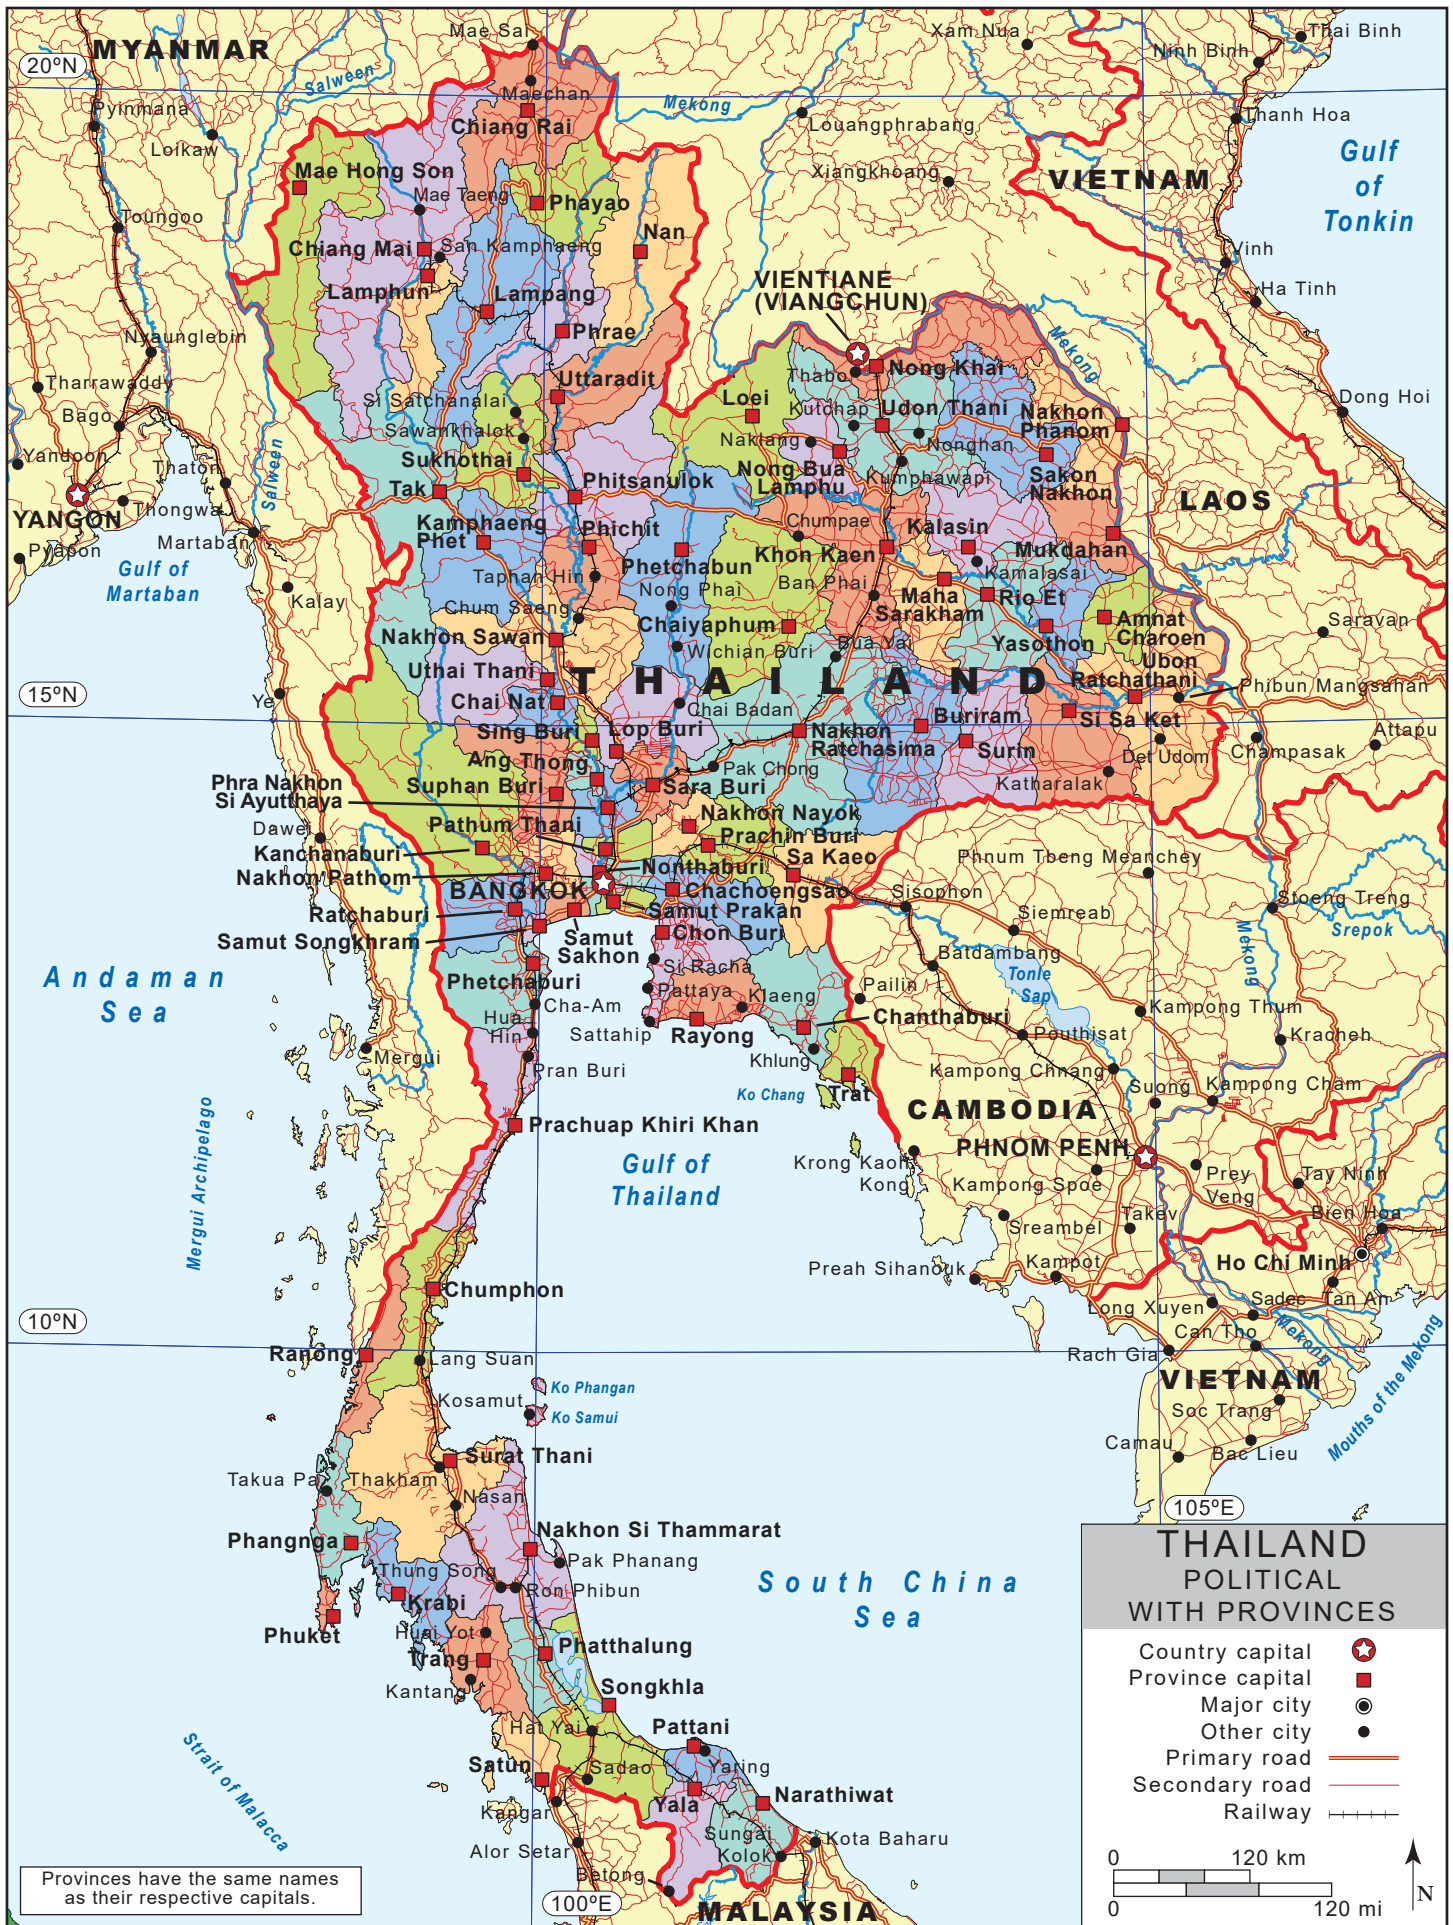 Mae Sai
Xam Nua
Thai Binh
MYANMAR
Ninh Binh
20°N
Salween
Maechan
Mekong
Pyinmana
Louangphrabang
Thanh Hoa
Chiang Rai
Loikaw
Gulf
of
Tonkin
Mae Hong Son
Xiangkhoang
VIETNAM
Mae Taeng
Phayao
Toungoo
Nan
Chiang Mai
San Kamphaeng
Vinh
VIENTIANE
(VIANGCHUN)
Lamphun
Lampang
Ha Tinh
Nyaunglebin
Phrae
Mekong
Tharrawaddy
Uttaradit
Thabo
Nong Khai
Loei
Dong Hoi
Si Satchanalai
Kutchap
Udon Thani
Nakhon
Phanom
Bago
Sawankhalok
Naklang
Nonghan
Yandoon
Thaton
Salween
Sukhothai
Nong Bua
Lamphu
Kumphawapi
Sakon
Nakhon
Tak
Phitsanulok
LAOS
YANGON
Thongwa
Kamphaeng
Phet
Phichit
Chumpae
Kalasin
Martaban
Pyapon
Khon Kaen
Mukdahan
Gulf of
Martaban
Phetchabun
Kamalasai
Taphan Hin
Nong Phai
Ban Phai
Maha
Sarakham
Rio Et
Kalay
Chum Saeng
Chaiyaphum
Amnat
Charoen
Saravan
Nakhon Sawan
Wichian Buri
Bua Yai
Yasothon
Uthai Thani
THAILAND
Ubon
Ratchathani
15°N
Ye
Chai Nat
Chai Badan
Phibun Mangsahan
Sing Buri
Lop Buri
Nakhon
Ratchasima
Buriram
Si Sa Ket
Attapu
Surin
Champasak
Ang Thong
Pak Chong
Det Udom
Phra Nakhon
Si Ayutthaya
Suphan Buri
Sara Buri
Katharalak
Dawei
Pathum Thani
Nakhon Nayok
Prachin Buri
Kanchanaburi
Sa Kaeo
Phnum Tbeng Meanchey
Nakhon Pathom
Nonthaburi
BANGKOK
Chachoengsao
Sisophon
Stoeng Treng
Ratchaburi
Samut Prakan
Siemreab
Srepok
Samut Songkhram
Samut
Sakhon
Chon Buri
Batdambang
Mekong
Andaman
Sea
Phetchaburi
Si Racha
Tonle
Sap
Cha-Am
Pattaya
Klaeng
Pailin
Kampong Thum
Hua
Hin
Sattahip
Rayong
Chanthaburi
Pouthisat
Kracheh
Mergui
Khlung
Pran Buri
Kampong Chnang
Ko Chang
Trat
Suong
Kampong Cham
CAMBODIA
Prachuap Khiri Khan
PHNOM PENH
Mergui Archipelago
Gulf of
Thailand
Krong Kaoh
Kong
Prey
Veng
Tay Ninh
Kampong Spoe
Sreambel
Takev
Bien Hoa
Preah Sihanouk
Kampot
Ho Chi Minh
Chumphon
Long Xuyen
Sadec
Tan An
10°N
Can Tho
Mekong
Mouths of the Mekong
Ranong
Lang Suan
Rach Gia
Ko Phangan
Kosamut
Ko Samui
VIETNAM
Soc Trang
Camau
Bac Lieu
Surat Thani
Takua Pa
Thakham
Nasan
105°E
Phangnga
Nakhon Si Thammarat
Pak Phanang
Thung Song
Ron Phibun
Krabi
South China
Sea
Phuket
Huai Yot
Trang
Phatthalung
Kantang
Songkhla
Hat Yai
Pattani
Strait of Malacca
Satun
Sadao
Yaring
Yala
Narathiwat
Kangar
Sungai
Kolok
Kota Baharu
Alor Setar
Betong
100°E
MALAYSIA
THAILAND
POLITICAL
WITH PROVINCES
Country capital
Province capital
Major city
Other city
Primary road
Secondary road
Railway
0 120 km
0 120 mi
N
Provinces have the same names
as their respective capitals.